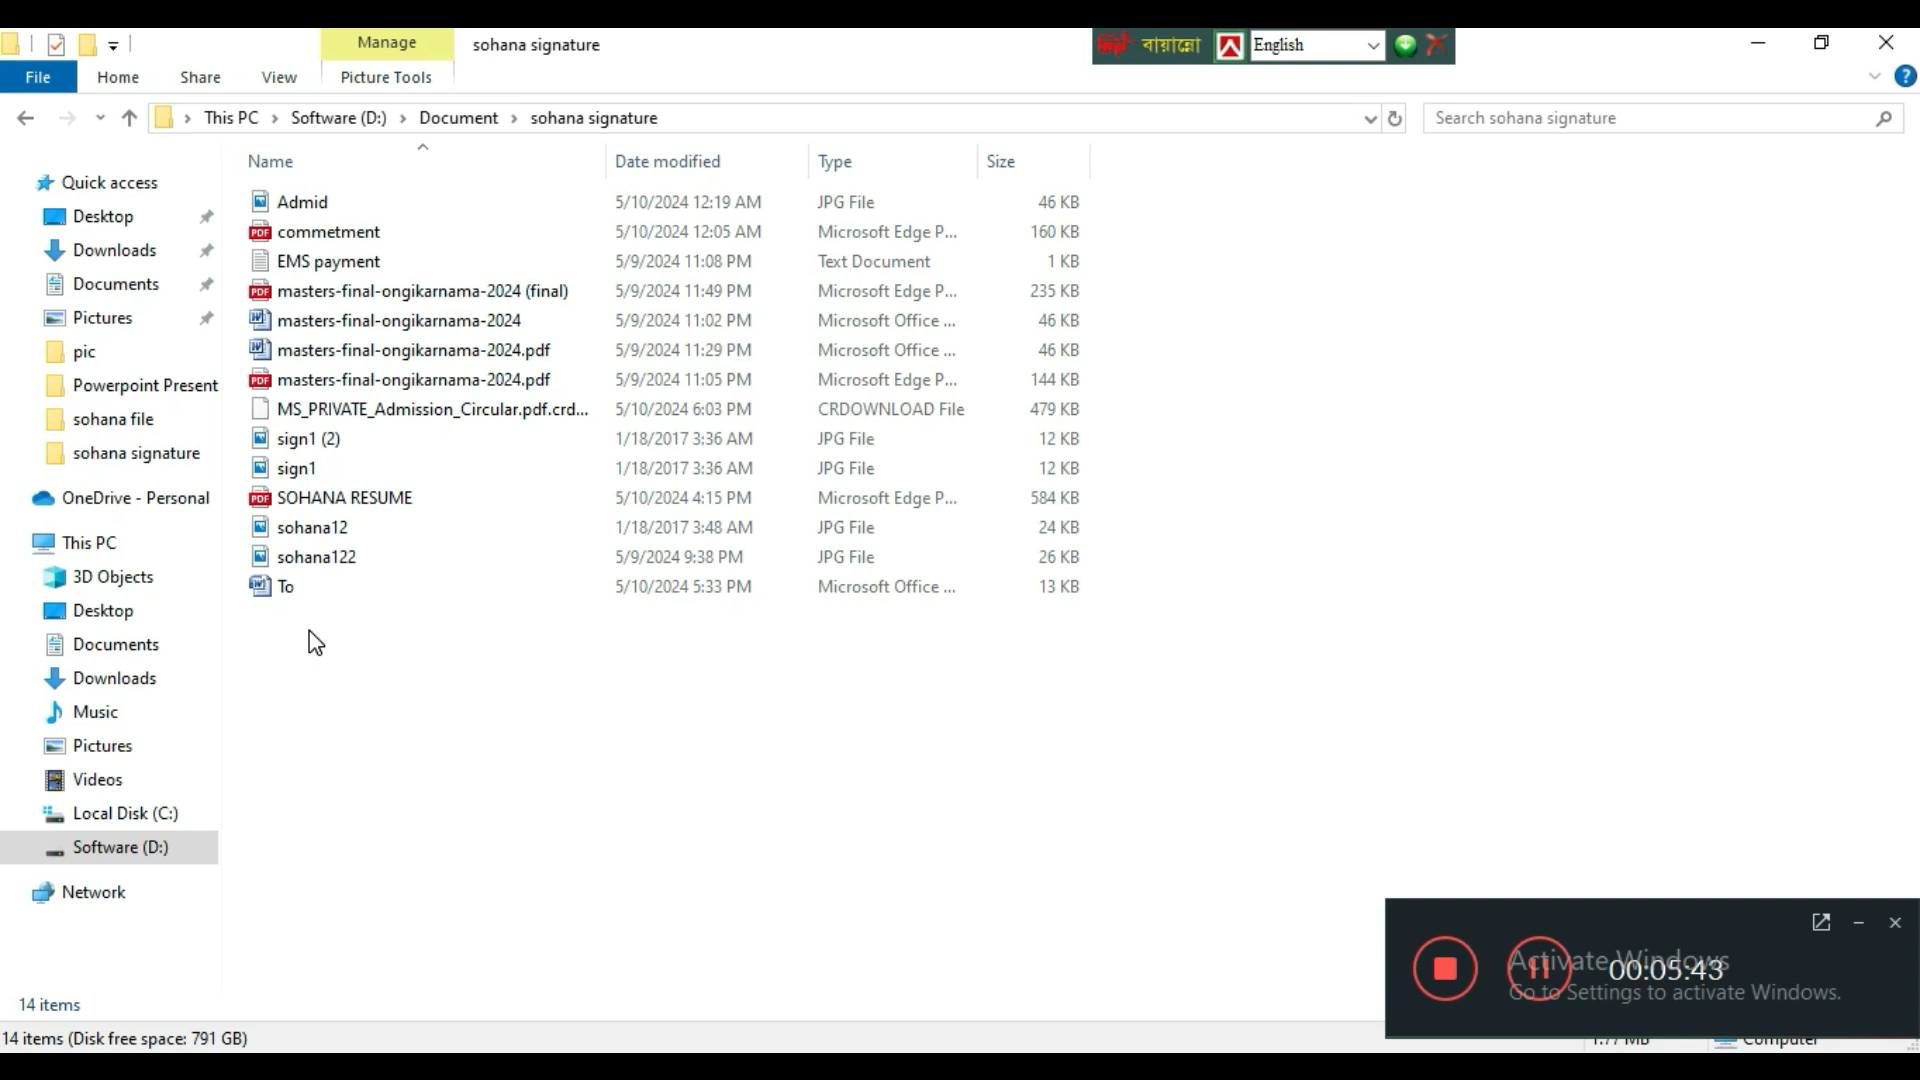 Manage
sohana signature
বায়ান্নো
English
File
Home
Share
View
Picture Tools
This PC
Software (D:)
Document
sohana signature
Search sohana signature
Name
Date modified
Type
Size
Quick access
Desktop
Downloads
Documents
Pictures
pic
Powerpoint Present
sohana file
sohana signature
OneDrive - Personal
This PC
3D Objects
Desktop
Documents
Downloads
Music
Pictures
Videos
Local Disk (C:)
Software (D:)
Network
Admid 5/10/2024 12:19 AM JPG File 46 KB
PDF commetment 5/10/2024 12:05 AM Microsoft Edge P... 160 KB
EMS payment 5/9/2024 11:08 PM Text Document 1 KB
PDF masters-final-ongikarnama-2024 (final) 5/9/2024 11:49 PM Microsoft Edge P... 235 KB
masters-final-ongikarnama-2024 5/9/2024 11:02 PM Microsoft Office ... 46 KB
masters-final-ongikarnama-2024.pdf 5/9/2024 11:29 PM Microsoft Office ... 46 KB
PDF masters-final-ongikarnama-2024.pdf 5/9/2024 11:05 PM Microsoft Edge P... 144 KB
MS_PRIVATE_Admission_Circular.pdf.crd... 5/10/2024 6:03 PM CRDOWNLOAD File 479 KB
sign1 (2) 1/18/2017 3:36 AM JPG File 12 KB
sign1 1/18/2017 3:36 AM JPG File 12 KB
PDF SOHANA RESUME 5/10/2024 4:15 PM Microsoft Edge P... 584 KB
sohana12 1/18/2017 3:48 AM JPG File 24 KB
sohana122 5/9/2024 9:38 PM JPG File 26 KB
To 5/10/2024 5:33 PM Microsoft Office ... 13 KB
Activate Windows
00:05:43
Go to Settings to activate Windows.
14 items
14 items (Disk free space: 791 GB)
1.77 MB
Computer